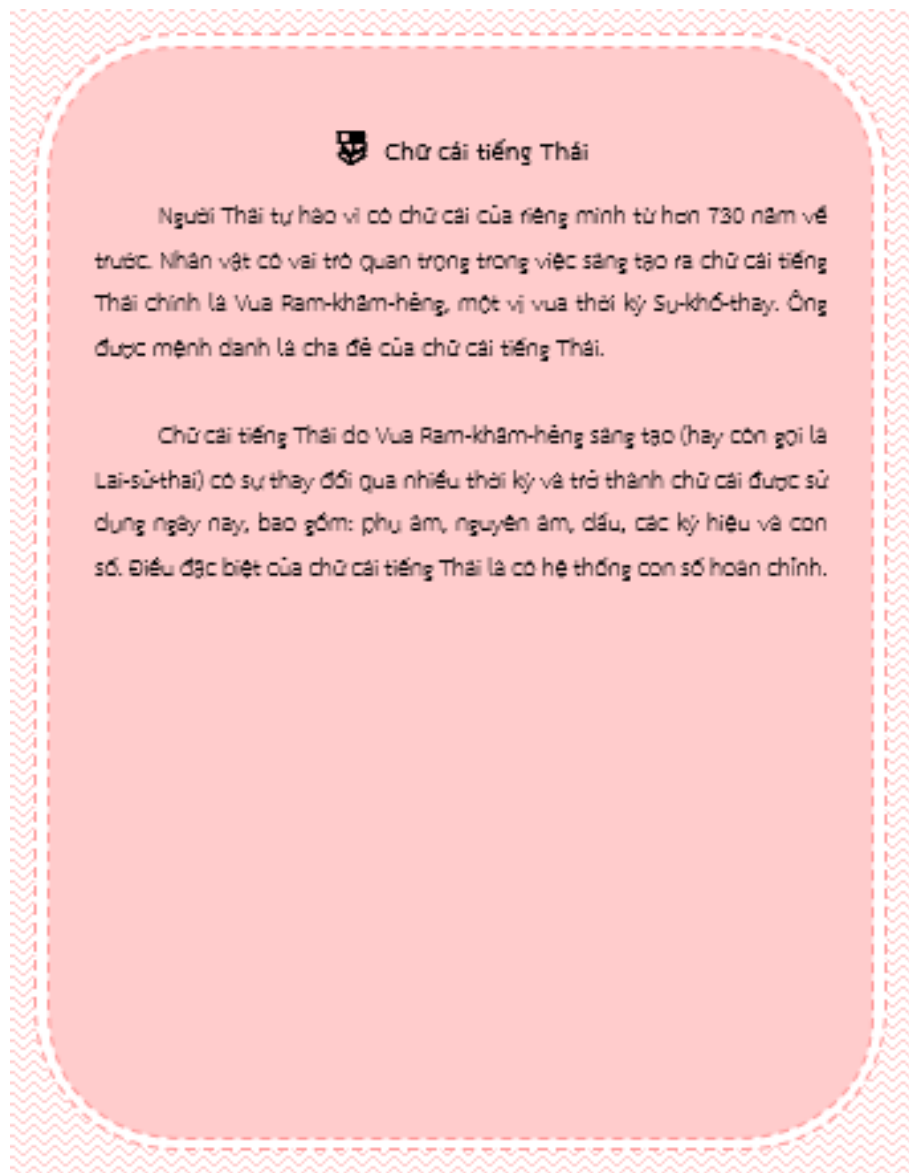 Chữ cái tiếng Thái
Người Thái tự hào vì có chữ cái của riêng mình từ hơn 730 năm về
trước. Nhân vật có vai trò quan trọng trong việc sáng tạo ra chữ cái tiếng
Thái chính là Vua Ram-khăm-hẻng, một vị vua thời kỳ Sụ-khổ-thay. Ông
được mệnh danh là cha đẻ của chữ cái tiếng Thái.
Chữ cái tiếng Thái do Vua Ram-khăm-hẻng sáng tạo (hay còn gọi là
Lai-sử-thai) có sự thay đổi qua nhiều thời kỳ và trở thành chữ cái được sử
dụng ngày nay, bao gồm: phụ âm, nguyên âm, dấu, các ký hiệu và con
số. Điều đặc biệt của chữ cái tiếng Thái là có hệ thống con số hoàn chỉnh.